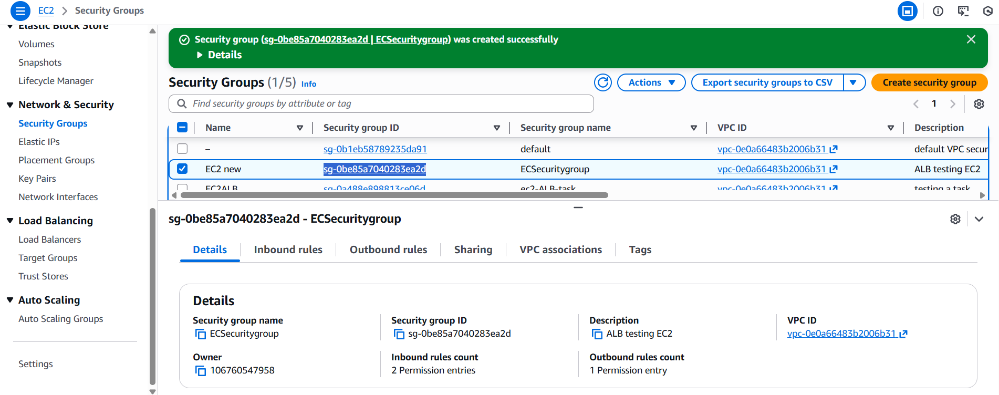 EC2 > Security Groups
Elastic Block Store
Volumes
Snapshots
Lifecycle Manager
Network & Security
Security Groups
Elastic IPs
Placement Groups
Key Pairs
Network Interfaces
Load Balancing
Load Balancers
Target Groups
Trust Stores
Auto Scaling
Auto Scaling Groups
Settings
Security group (sg-0be85a7040283ea2d | ECSecuritygroup) was created successfully
Details
Security Groups (1/5) Info
Actions
Export security groups to CSV
Create security group
Find security groups by attribute or tag
1
Name Security group ID Security group name VPC ID Description
– sg-0b1eb58789235da91 default vpc-0e0a66483b2006b31 default VPC secur
EC2 new sg-0be85a7040283ea2d ECSecuritygroup vpc-0e0a66483b2006b31 ALB testing EC2
EC2ALB sg-0a488e898813ce06d ec2-ALB-task vpc-0e0a66483b2006b31 testing a task
sg-0be85a7040283ea2d - ECSecuritygroup
Details Inbound rules Outbound rules Sharing VPC associations Tags
Details
Security group name Security group ID Description VPC ID
ECSecuritygroup sg-0be85a7040283ea2d ALB testing EC2 vpc-0e0a66483b2006b31
Owner Inbound rules count Outbound rules count
106760547958 2 Permission entries 1 Permission entry